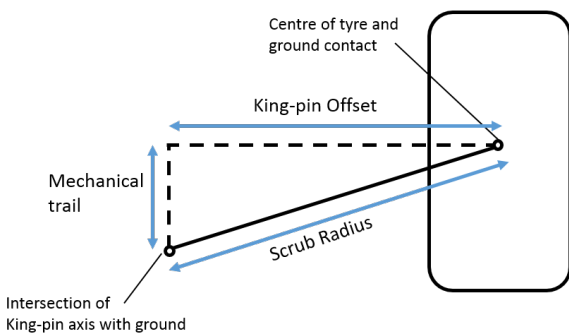 Centre of tyre and
ground contact
King-pin Offset
Mechanical
trail
Scrub Radius
Intersection of
King-pin axis with ground